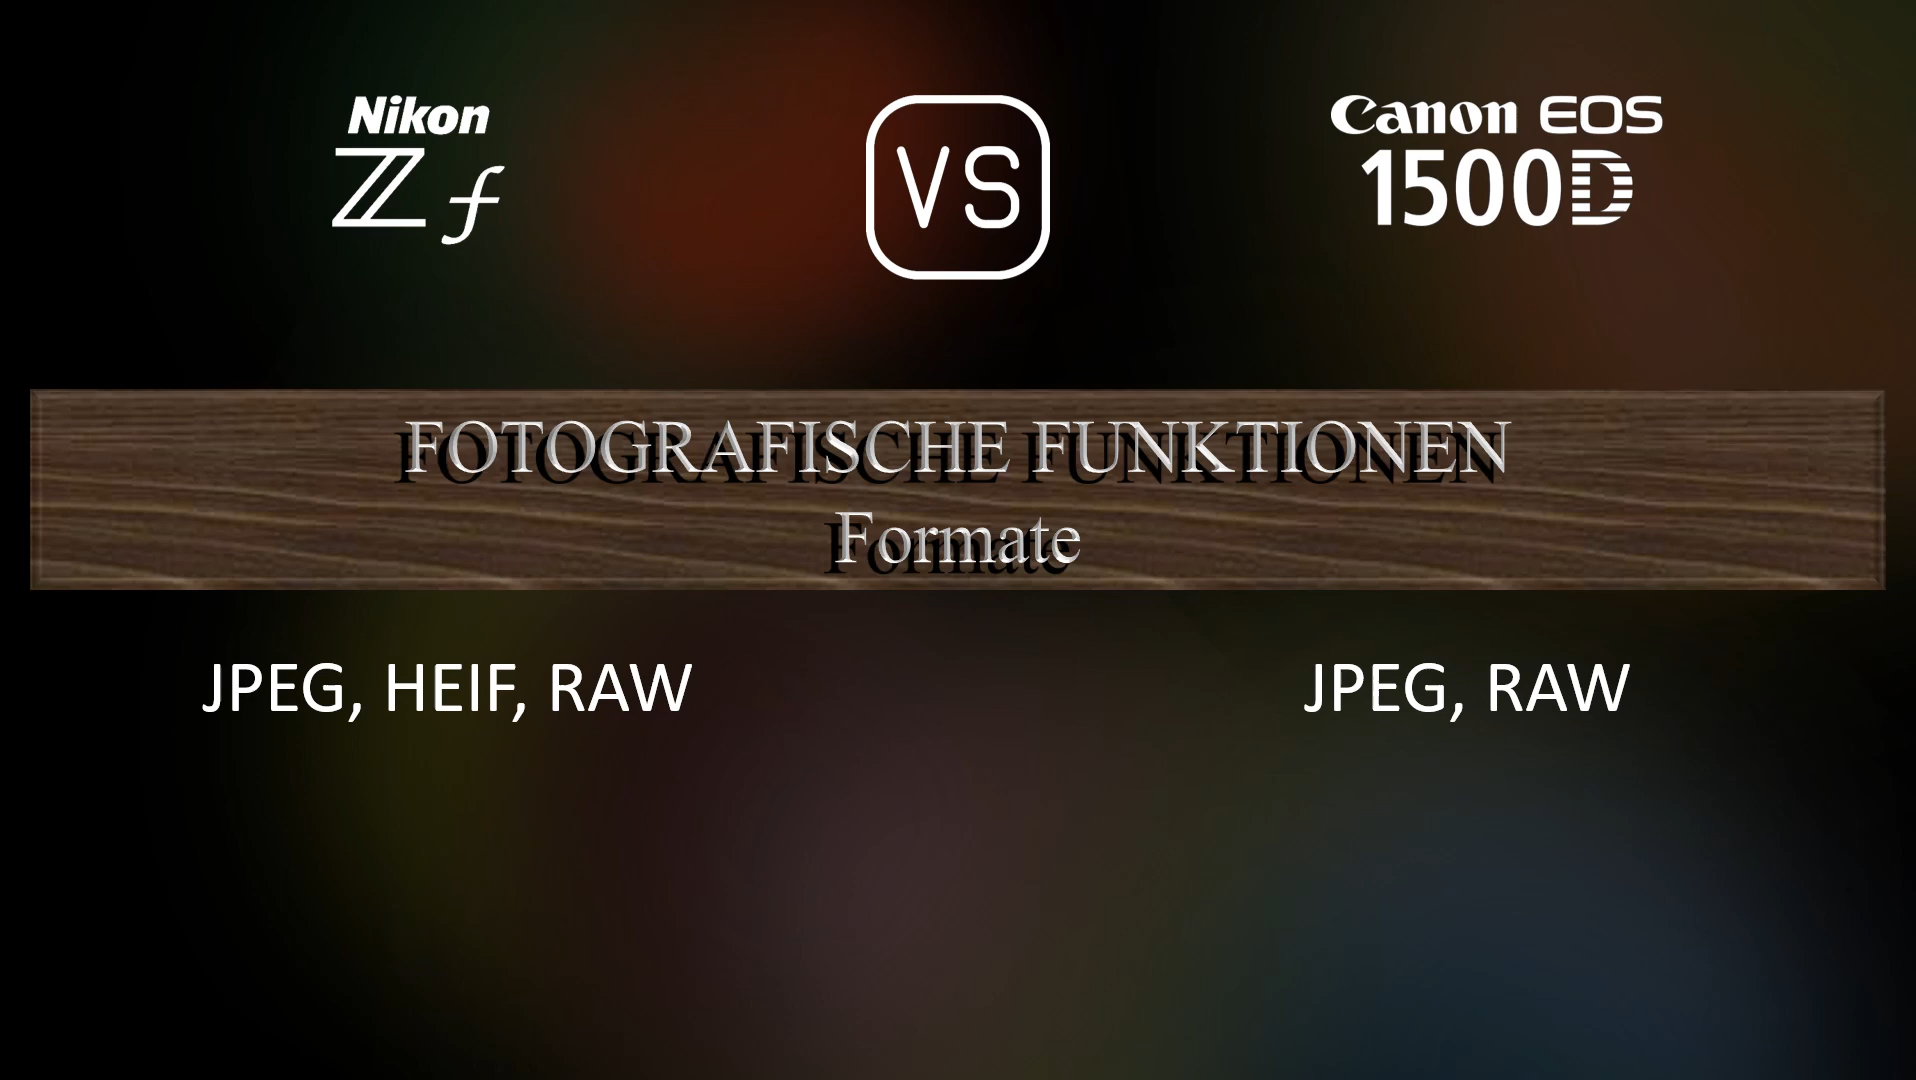 Nikon
Z f
VS
Canon EOS
1500D
FOTOGRAFISCHE FUNKTIONEN
Formate
JPEG, HEIF, RAW
JPEG, RAW